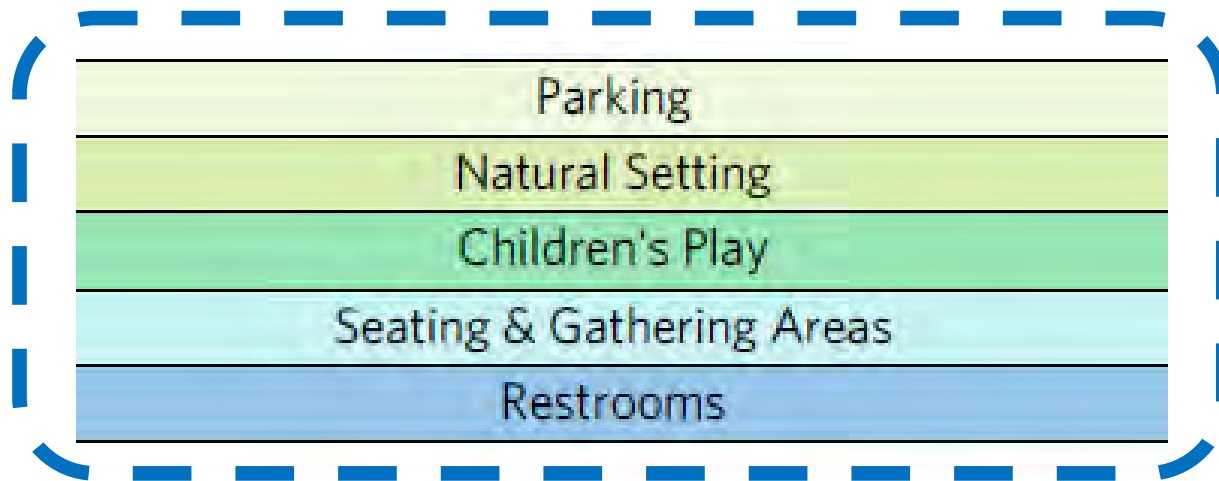 Parking
Natural Setting
Children's Play
Seating & Gathering Areas
Restrooms